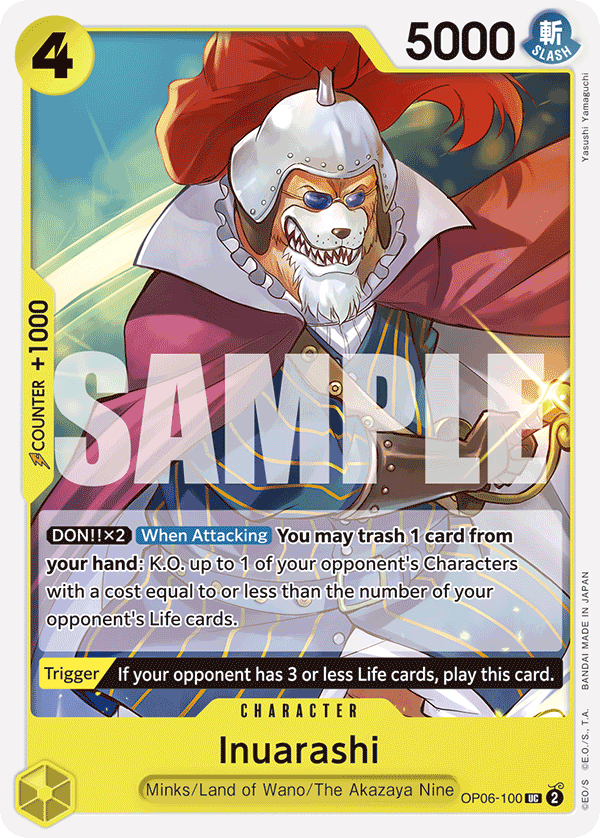 4
5000
斬
SLASH
Yasushi Yamaguchi
COUNTER +1000
SAMPLE
DON!!×2 When Attacking You may trash 1 card from
your hand: K.O. up to 1 of your opponent's Characters
with a cost equal to or less than the number of your
opponent's Life cards.
Trigger If your opponent has 3 or less Life cards, play this card.
CHARACTER
Inuarashi
Minks/Land of Wano/The Akazaya Nine
OP06-100 UC 2
©E.O./S ©E.O./S., T.A. BANDAI MADE IN JAPAN